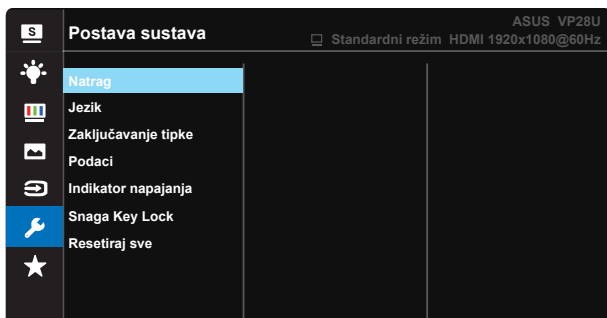 S
Postava sustava
ASUS VP28U
Standardni režim HDMI 1920x1080@60Hz
Natrag
Jezik
Zaključavanje tipke
Podaci
Indikator napajanja
Snaga Key Lock
Resetiraj sve